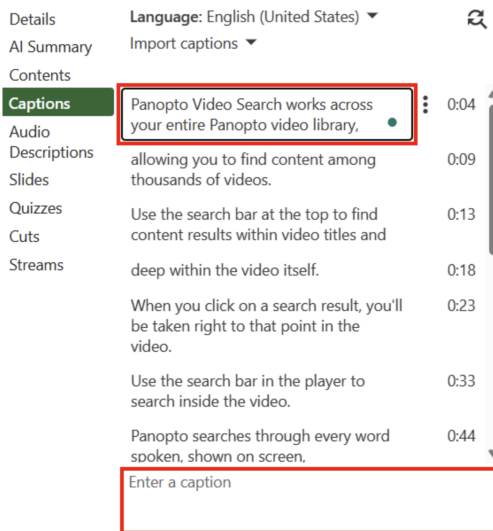 Details
AI Summary
Contents
Captions
Audio
Descriptions
Slides
Quizzes
Cuts
Streams
Language: English (United States)
Import captions
Panopto Video Search works across
your entire Panopto video library,
0:04
allowing you to find content among
thousands of videos.
0:09
Use the search bar at the top to find
content results within video titles and
0:13
deep within the video itself.
0:18
When you click on a search result, you'll
be taken right to that point in the
video.
0:23
Use the search bar in the player to
search inside the video.
0:33
Panopto searches through every word
spoken, shown on screen,
0:44
Enter a caption